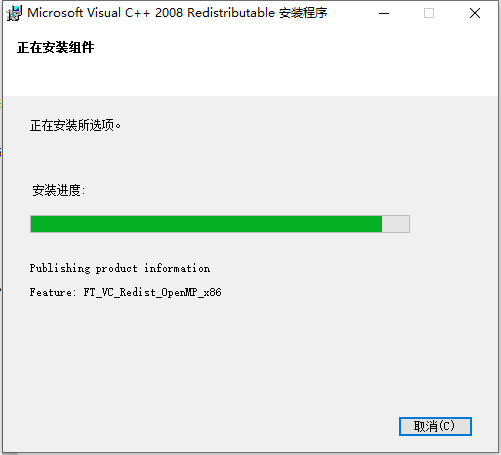 Microsoft Visual C++ 2008 Redistributable 安装程序
正在安装组件
正在安装所选项。
安装进度:
Publishing product information
Feature: FT_VC_Redist_OpenMP_x86
取消(C)